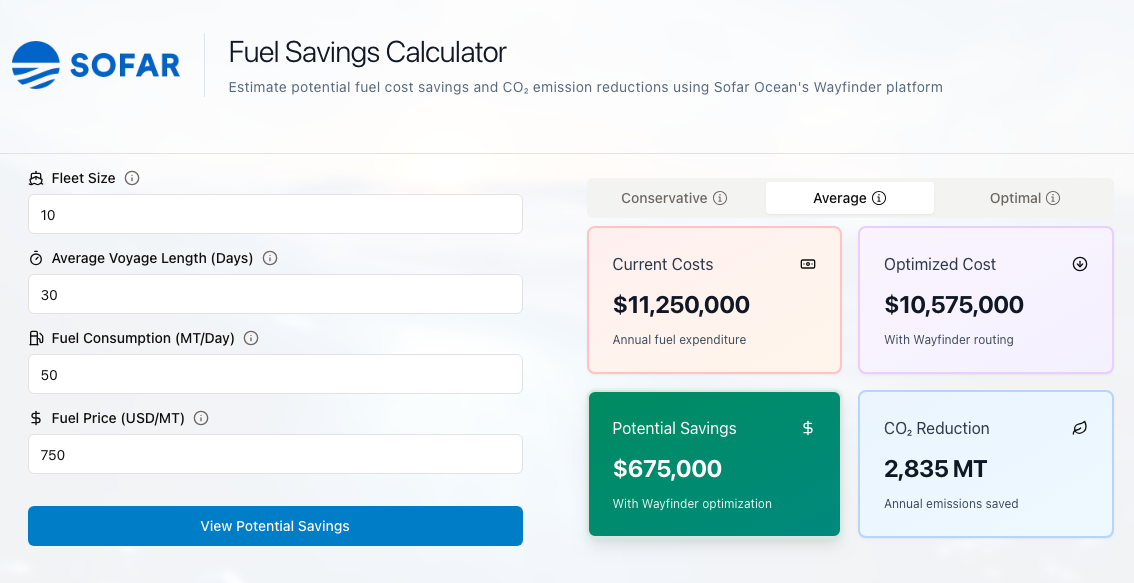 SOFAR
Fuel Savings Calculator
Estimate potential fuel cost savings and CO₂ emission reductions using Sofar Ocean's Wayfinder platform
Fleet Size
10
Average Voyage Length (Days)
30
Fuel Consumption (MT/Day)
50
Fuel Price (USD/MT)
750
View Potential Savings
Conservative
Average
Optimal
Current Costs
$11,250,000
Annual fuel expenditure
Optimized Cost
$10,575,000
With Wayfinder routing
Potential Savings
$675,000
With Wayfinder optimization
CO₂ Reduction
2,835 MT
Annual emissions saved